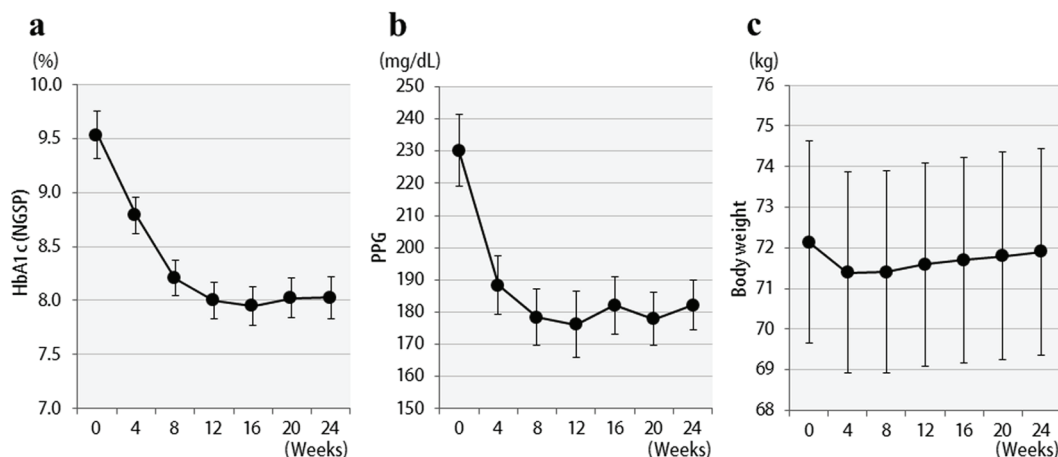 a
(%)
10.0
9.5
9.0
8.5
8.0
7.5
7.0
HbA1c (NGSP)
0 4 8 12 16 20 24
(Weeks)
b
(mg/dL)
250
240
230
220
210
200
190
180
170
160
150
PPG
0 4 8 12 16 20 24
(Weeks)
c
(kg)
76
75
74
73
72
71
70
69
68
Body weight
0 4 8 12 16 20 24
(Weeks)